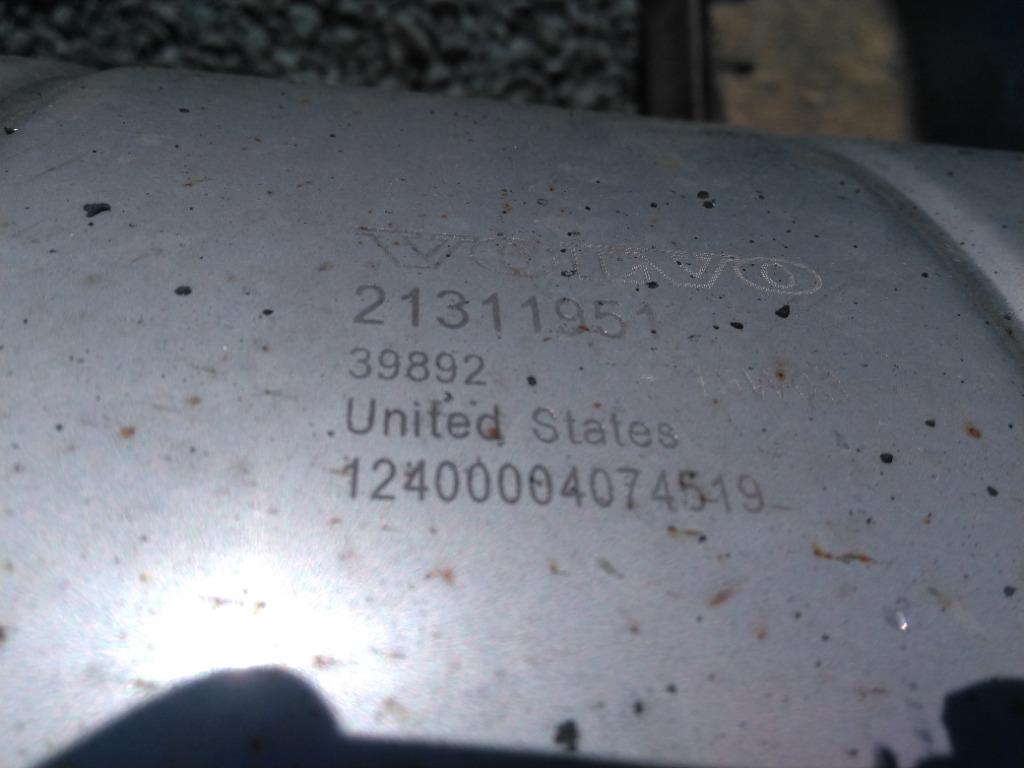 VOLVO
21311951
39892
United States
12400004074519